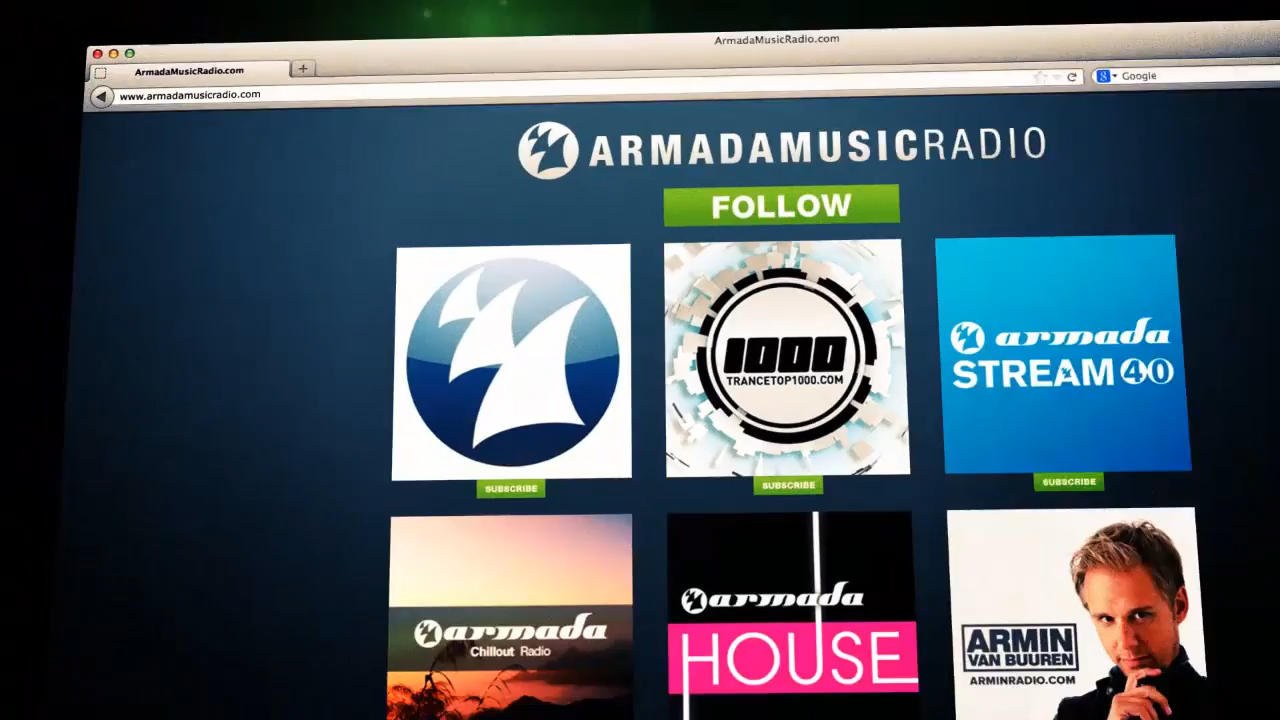 ArmadaMusicRadio.com
ArmadaMusicRadio.com
www.armadamusicradio.com
Google
ARMADAMUSICRADIO
FOLLOW
1000
TRANCETOP1000.COM
armada
STREAM 40
SUBSCRIBE
SUBSCRIBE
SUBSCRIBE
armada
Chillout Radio
armada
HOUSE
ARMIN
VAN BUUREN
ARMINRADIO.COM